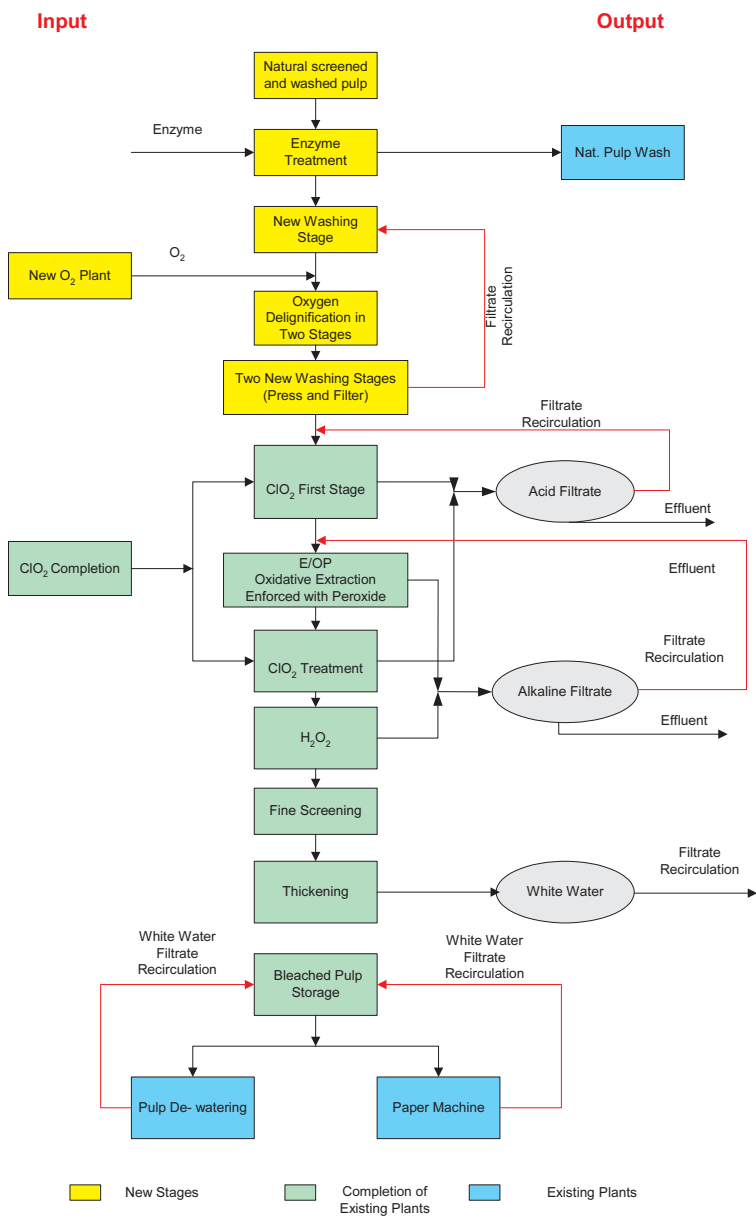 Input
Output
Natural screened
and washed pulp
Enzyme
Enzyme
Treatment
Nat. Pulp Wash
New Washing
Stage
O₂
New O₂ Plant
Oxygen
Delignification in
Two Stages
Filtrate
Recirculation
Two New Washing Stages
(Press and Filter)
Filtrate
Recirculation
ClO₂ First Stage
Acid Filtrate
Effluent
ClO₂ Completion
E/OP
Oxidative Extraction
Enforced with Peroxide
Effluent
Filtrate
Recirculation
ClO₂ Treatment
Alkaline Filtrate
Effluent
H₂O₂
Fine Screening
Thickening
White Water
Filtrate
Recirculation
White Water
Filtrate
Recirculation
White Water
Filtrate
Recirculation
Bleached Pulp
Storage
Pulp De- watering
Paper Machine
New Stages
Completion of
Existing Plants
Existing Plants